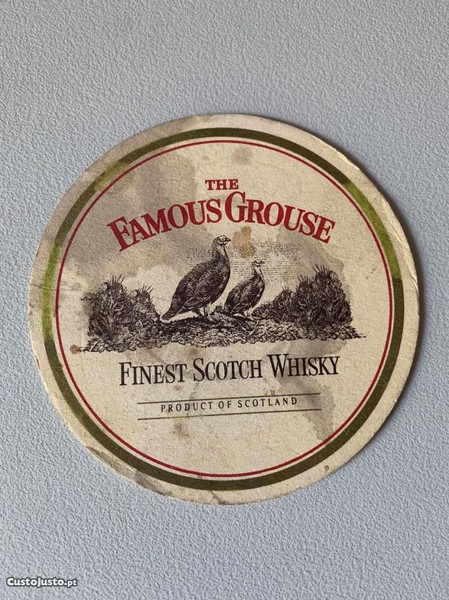 THE
FAMOUS GROUSE
FINEST SCOTCH WHISKY
PRODUCT OF SCOTLAND
CustoJusto.pt